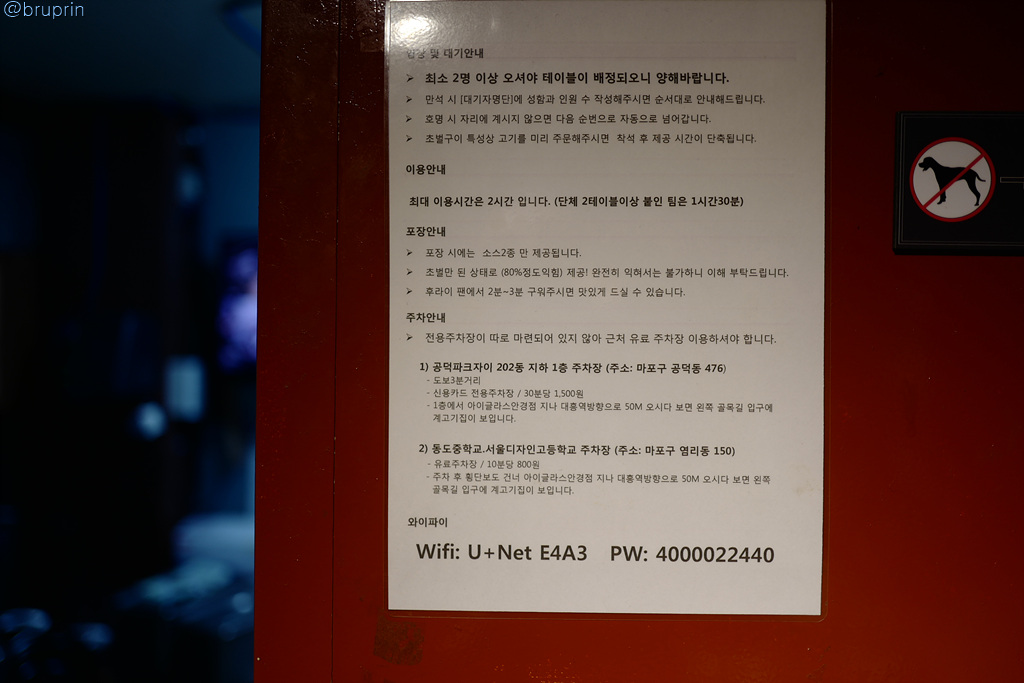 @bruprin
입장 및 대기안내
➢ 최소 2명 이상 오셔야 테이블이 배정되오니 양해바랍니다.
➢ 만석 시 [대기자명단]에 성함과 인원 수 작성해주시면 순서대로 안내해드립니다.
➢ 호명 시 자리에 계시지 않으면 다음 순번으로 자동으로 넘어갑니다.
➢ 초벌구이 특성상 고기를 미리 주문해주시면 착석 후 제공 시간이 단축됩니다.
이용안내
최대 이용시간은 2시간 입니다. (단체 2테이블이상 붙인 팀은 1시간30분)
포장안내
➢ 포장 시에는 소스2종 만 제공됩니다.
➢ 초벌만 된 상태로 (80%정도익힘) 제공! 완전히 익혀서는 불가하니 이해 부탁드립니다.
➢ 후라이 팬에서 2분~3분 구워주시면 맛있게 드실 수 있습니다.
주차안내
➢ 전용주차장이 따로 마련되어 있지 않아 근처 유료 주차장 이용하셔야 합니다.
1) 공덕파크자이 202동 지하 1층 주차장 (주소: 마포구 공덕동 476)
- 도보3분거리
- 신용카드 전용주차장 / 30분당 1,500원
- 1층에서 아이글라스안경점 지나 대흥역방향으로 50M 오시다 보면 왼쪽 골목길 입구에
계고기집이 보입니다.
2) 동도중학교.서울디자인고등학교 주차장 (주소: 마포구 염리동 150)
- 유료주차장 / 10분당 800원
- 주차 후 횡단보도 건너 아이글라스안경점 지나 대흥역방향으로 50M 오시다 보면 왼쪽
골목길 입구에 계고기집이 보입니다.
와이파이
Wifi: U+Net E4A3 PW: 4000022440